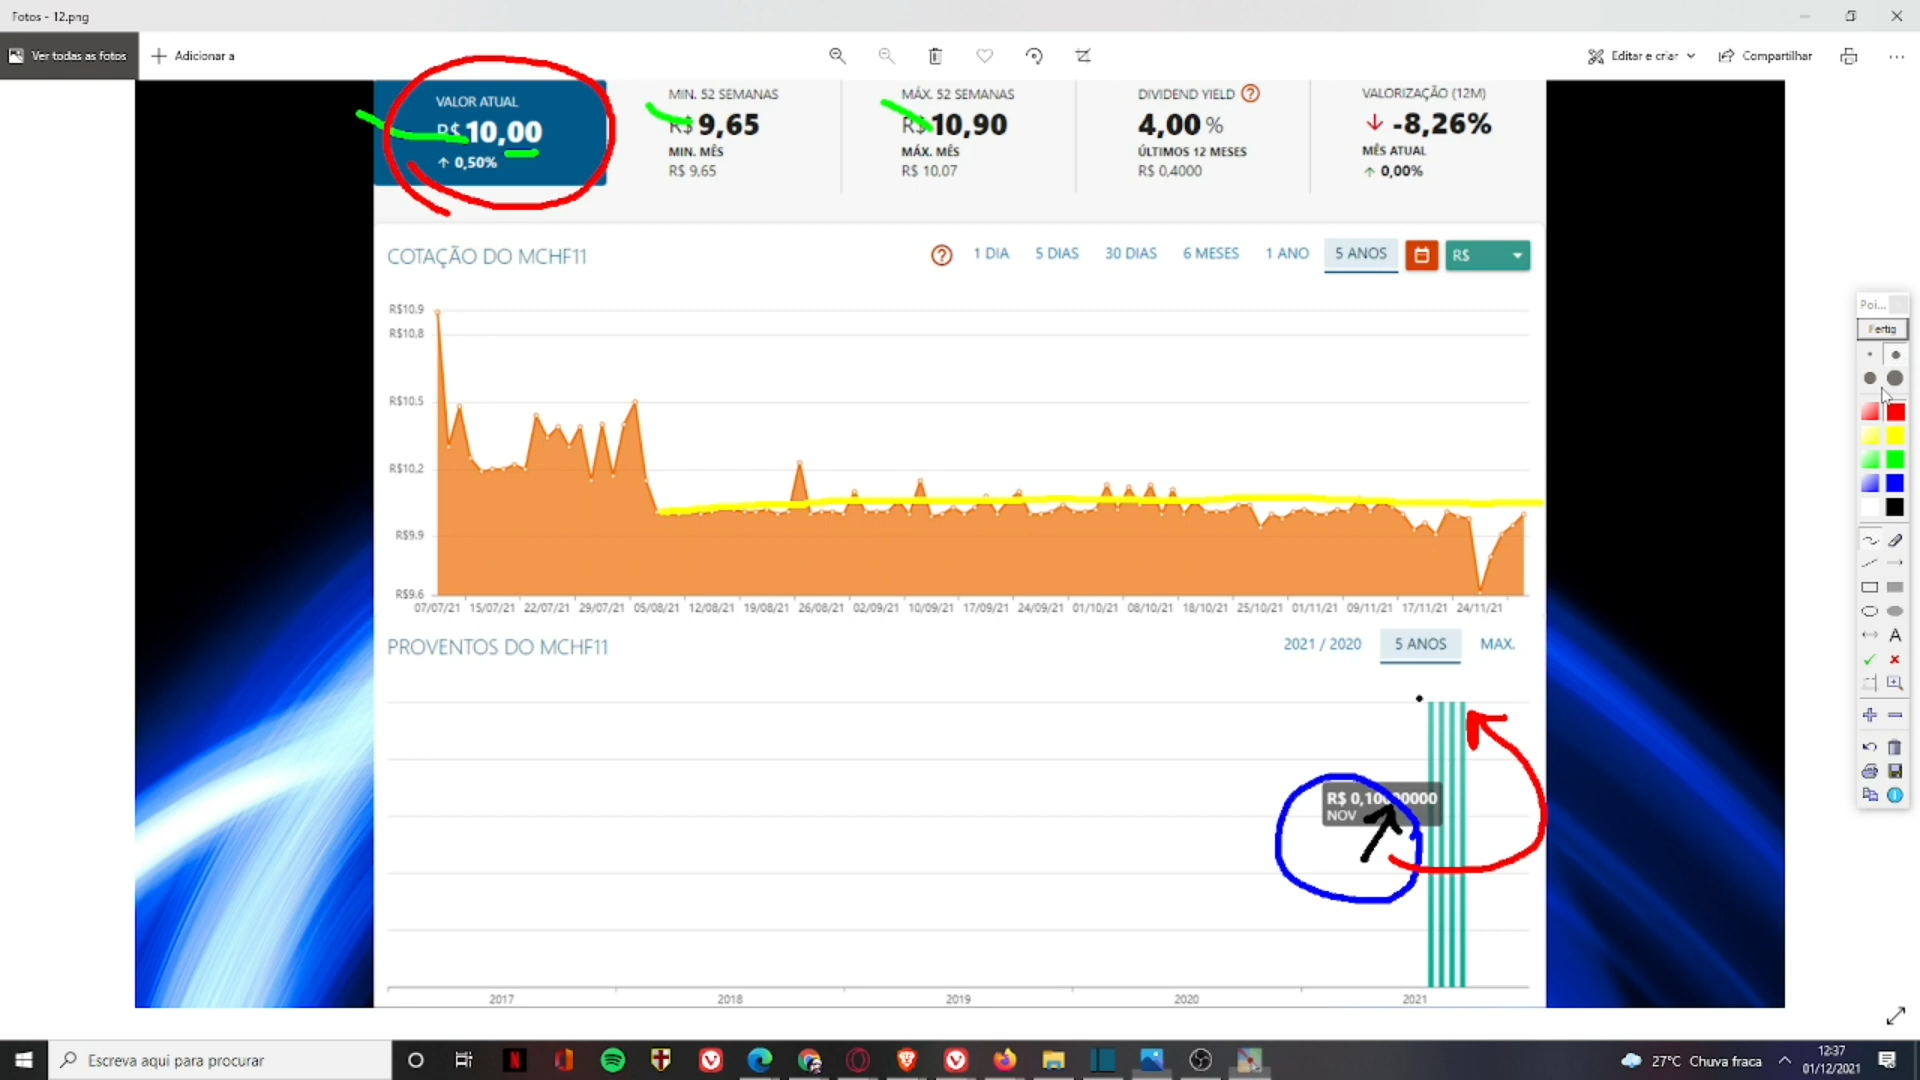 Fotos - 12.png
Ver todas as fotos
Adicionar a
Editar e criar
Compartilhar
VALOR ATUAL
R$ 10,00
0,50%
MIN. 52 SEMANAS
R$ 9,65
MIN. MÊS
R$ 9,65
MÁX. 52 SEMANAS
R$ 10,90
MÁX. MÊS
R$ 10,07
DIVIDEND YIELD ?
4,00 %
ÚLTIMOS 12 MESES
R$ 0,4000
VALORIZAÇÃO (12M)
-8,26%
MÊS ATUAL
0,00%
COTAÇÃO DO MCHF11
? 1 DIA 5 DIAS 30 DIAS 6 MESES 1 ANO 5 ANOS R$
R$10.9
R$10.8
R$10.5
R$10.2
R$9.9
R$9.6
07/07/21 15/07/21 22/07/21 29/07/21 05/08/21 12/08/21 19/08/21 26/08/21 02/09/21 10/09/21 17/09/21 24/09/21 01/10/21 08/10/21 18/10/21 25/10/21 01/11/21 09/11/21 17/11/21 24/11/21
PROVENTOS DO MCHF11
2021 / 2020 5 ANOS MAX.
R$ 0,10000000
NOV
2017 2018 2019 2020 2021
Poi...
Fertig
A
Escreva aqui para procurar
27°C Chuva fraca
12:37
01/12/2021